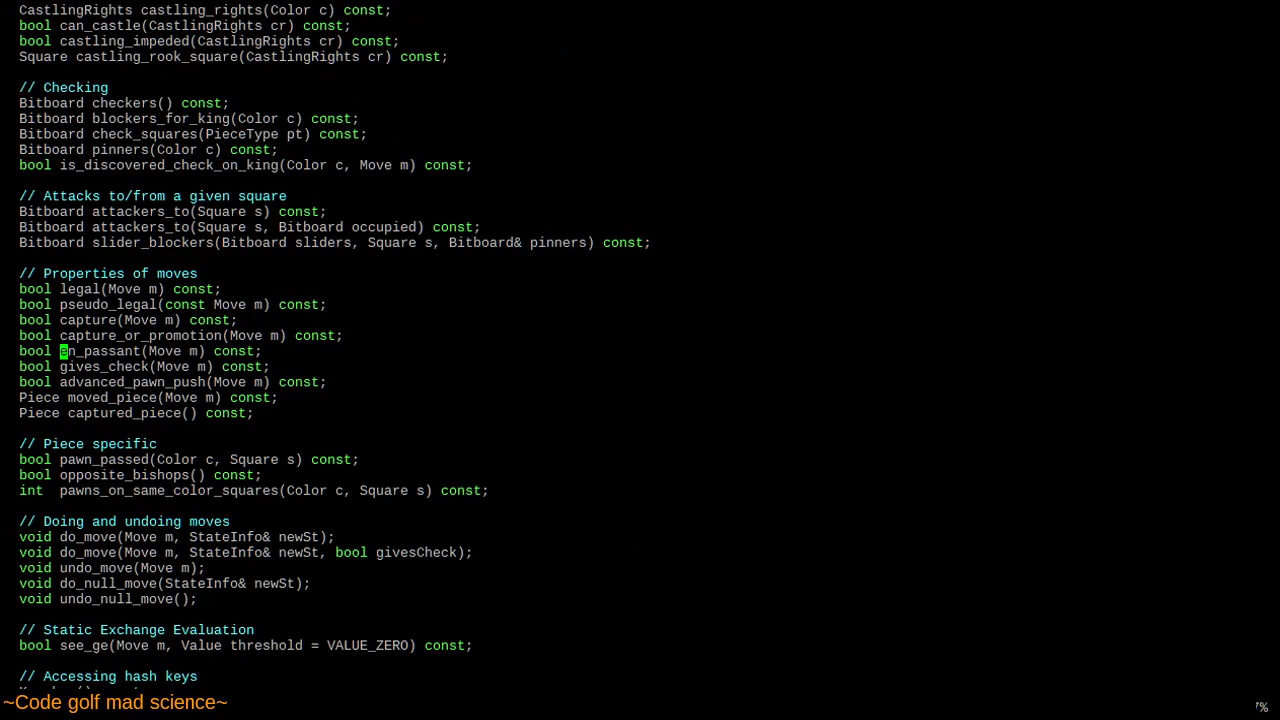 CastlingRights castling_rights(Color c) const;
bool can_castle(CastlingRights cr) const;
bool castling_impeded(CastlingRights cr) const;
Square castling_rook_square(CastlingRights cr) const;
// Checking
Bitboard checkers() const;
Bitboard blockers_for_king(Color c) const;
Bitboard check_squares(PieceType pt) const;
Bitboard pinners(Color c) const;
bool is_discovered_check_on_king(Color c, Move m) const;
// Attacks to/from a given square
Bitboard attackers_to(Square s) const;
Bitboard attackers_to(Square s, Bitboard occupied) const;
Bitboard slider_blockers(Bitboard sliders, Square s, Bitboard& pinners) const;
// Properties of moves
bool legal(Move m) const;
bool pseudo_legal(const Move m) const;
bool capture(Move m) const;
bool capture_or_promotion(Move m) const;
bool en_passant(Move m) const;
bool gives_check(Move m) const;
bool advanced_pawn_push(Move m) const;
Piece moved_piece(Move m) const;
Piece captured_piece() const;
// Piece specific
bool pawn_passed(Color c, Square s) const;
bool opposite_bishops() const;
int  pawns_on_same_color_squares(Color c, Square s) const;
// Doing and undoing moves
void do_move(Move m, StateInfo& newSt);
void do_move(Move m, StateInfo& newSt, bool givesCheck);
void undo_move(Move m);
void do_null_move(StateInfo& newSt);
void undo_null_move();
// Static Exchange Evaluation
bool see_ge(Move m, Value threshold = VALUE_ZERO) const;
// Accessing hash keys
~Code golf mad science~